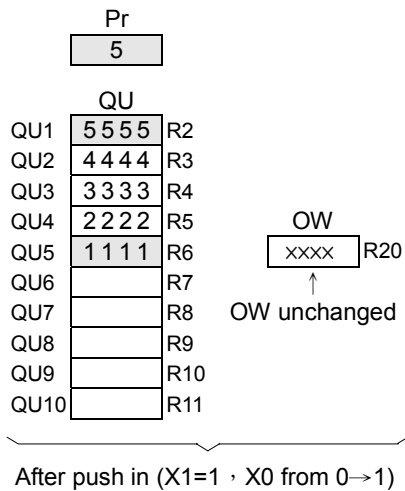 Pr
5
QU
QU1 5555 R2
QU2 4444 R3
QU3 3333 R4
QU4 2222 R5 OW
QU5 1111 R6 xxxx R20
QU6 R7 ↑
QU7 R8 OW unchanged
QU8 R9
QU9 R10
QU10 R11
After push in (X1=1，X0 from 0→1)